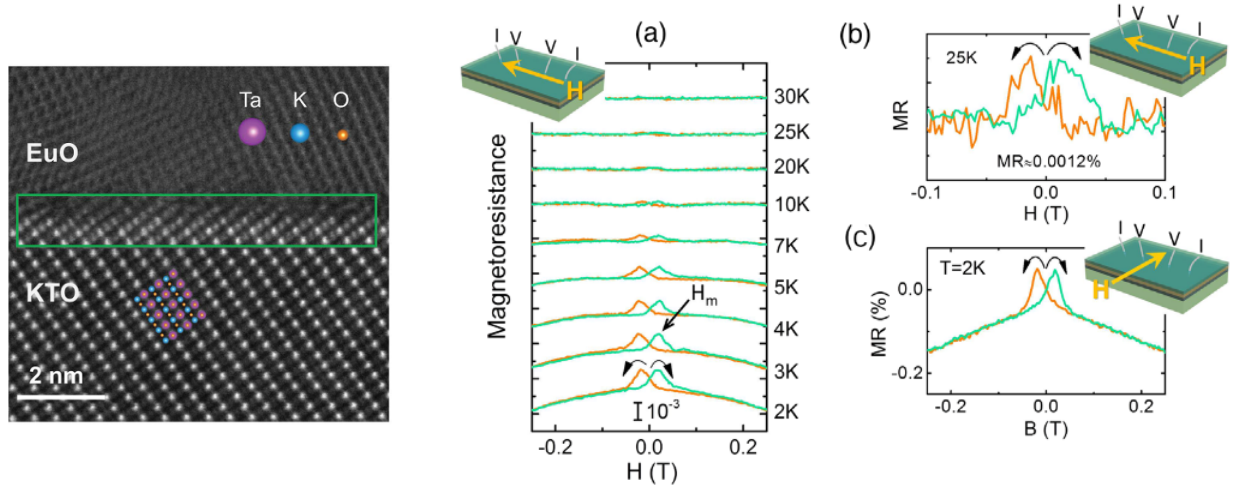 Ta K O
EuO
KTO
2 nm
(a)
I V V I
H
Magnetoresistance
30K
25K
20K
10K
7K
5K
4K
3K
2K
Hₘ
10⁻³
-0.2 0.0 0.2
H (T)
(b)
I V V I
H
25K
MR
MR≈0.0012%
-0.1 0.0 0.1
H (T)
(c)
I V V I
H
T=2K
MR (%)
0.0
-0.2
-0.2 0.0 0.2
B (T)